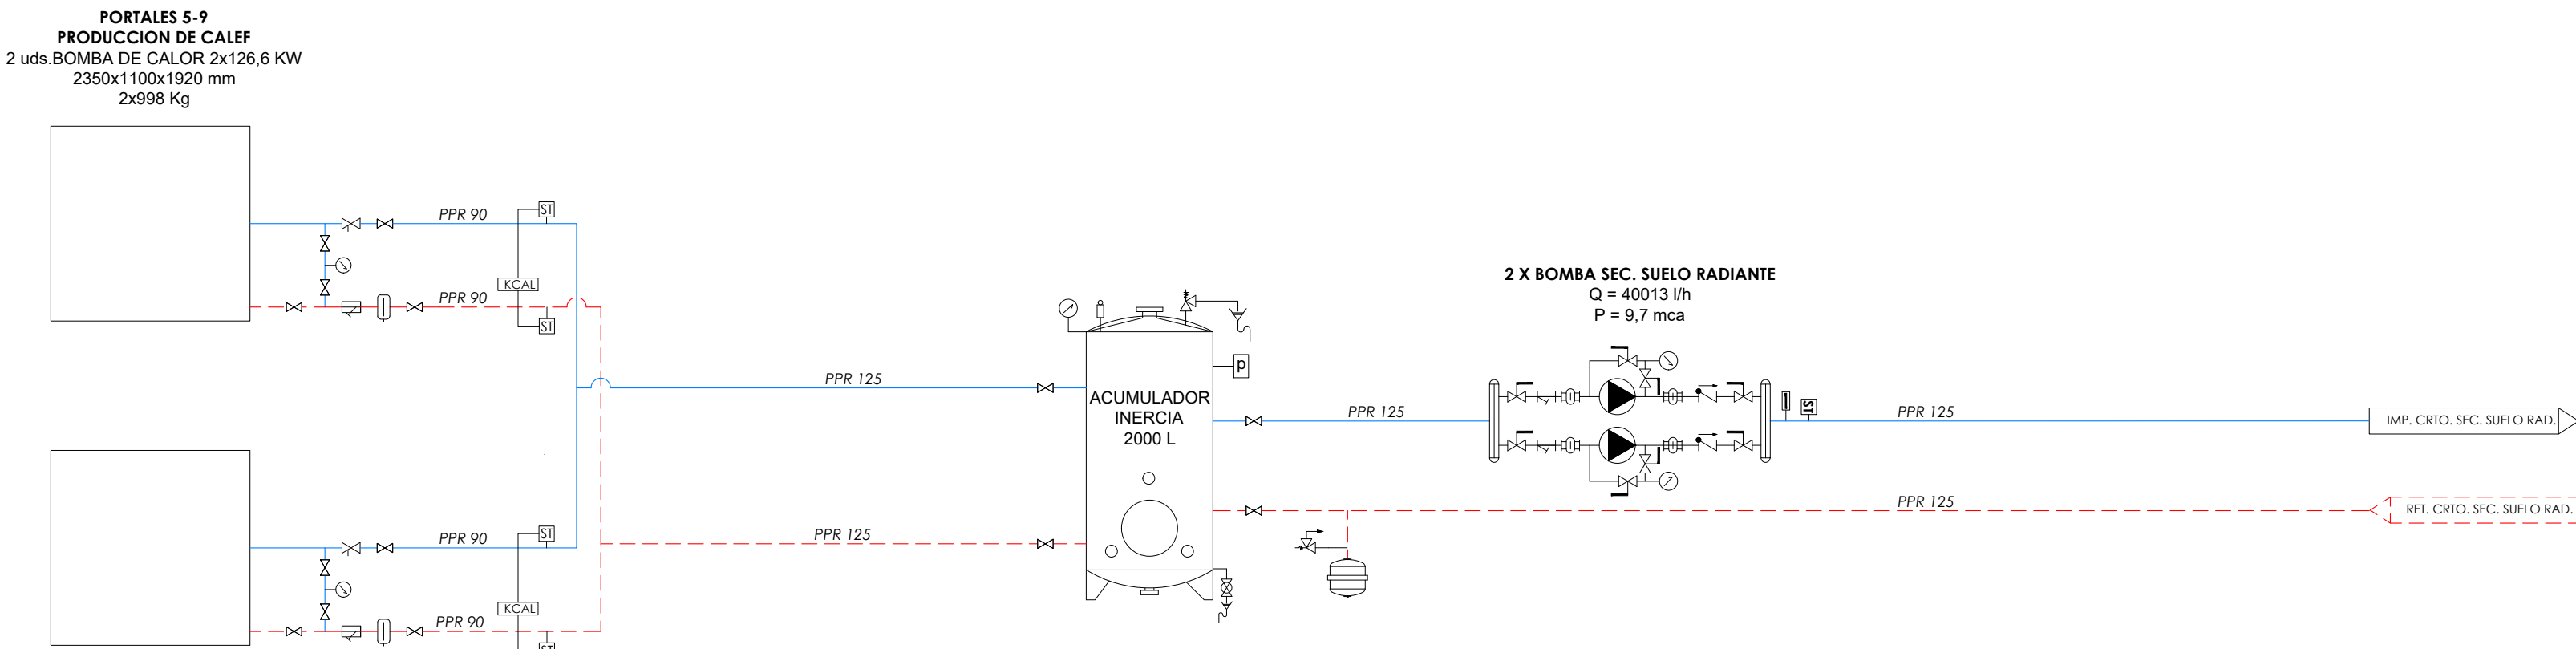 PORTALES 5-9
PRODUCCION DE CALEF
2 uds.BOMBA DE CALOR 2x126,6 KW
2350x1100x1920 mm
2x998 Kg
PPR 90
ST
KCAL
PPR 90
ST
PPR 125
ACUMULADOR
INERCIA
2000 L
p
2 X BOMBA SEC. SUELO RADIANTE
Q = 40013 l/h
P = 9,7 mca
PPR 125
ST
PPR 125
IMP. CRTO. SEC. SUELO RAD.
PPR 125
RET. CRTO. SEC. SUELO RAD.
PPR 125
PPR 90
ST
KCAL
PPR 90
ST